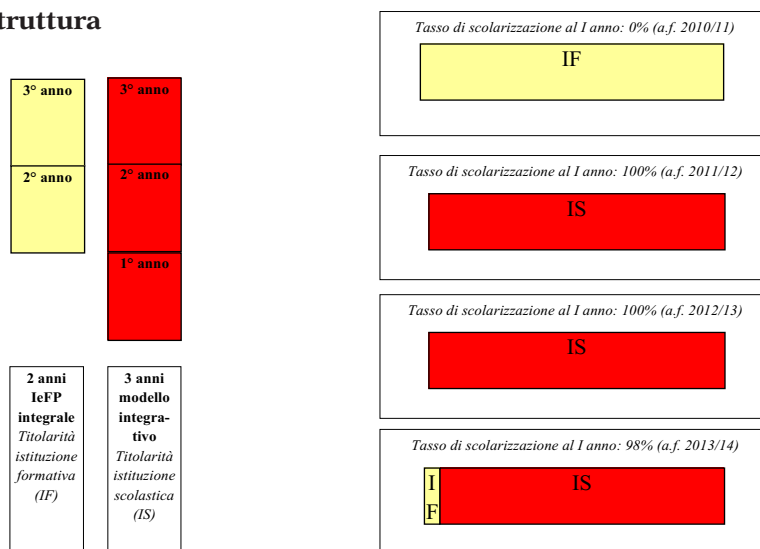 truttura
3° anno
2° anno
3° anno
2° anno
1° anno
2 anni
IeFP
integrale
Titolarità
istituzione
formativa
(IF)
3 anni
modello
integra-
tivo
Titolarità
istituzione
scolastica
(IS)
Tasso di scolarizzazione al I anno: 0% (a.f. 2010/11)
IF
Tasso di scolarizzazione al I anno: 100% (a.f. 2011/12)
IS
Tasso di scolarizzazione al I anno: 100% (a.f. 2012/13)
IS
Tasso di scolarizzazione al I anno: 98% (a.f. 2013/14)
I
F
IS